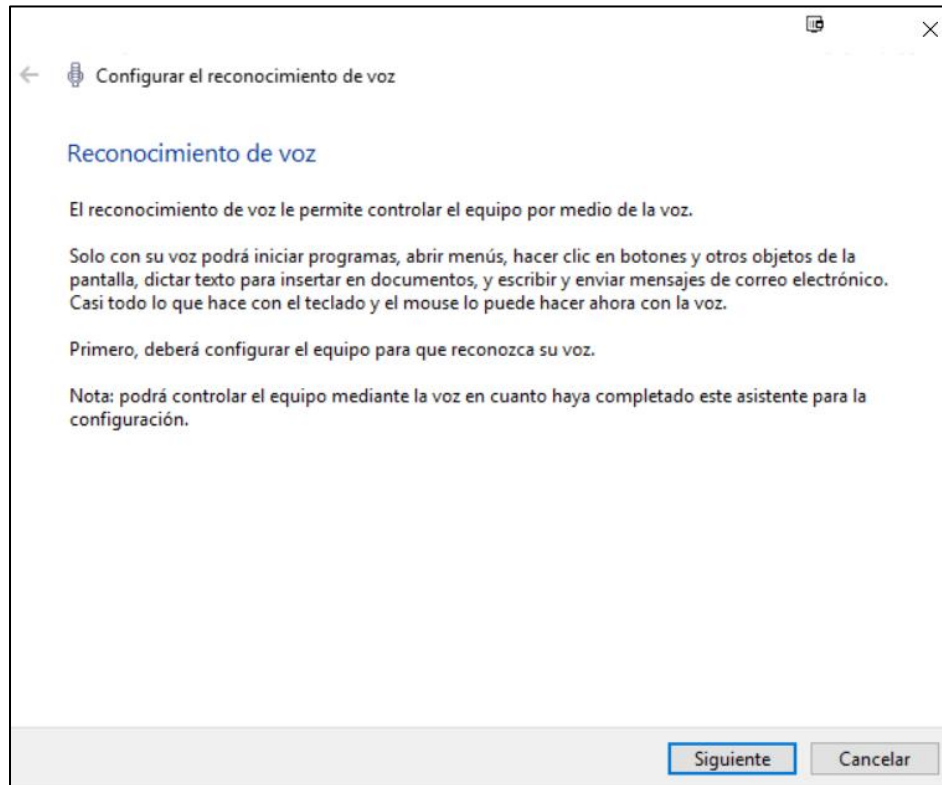 Configurar el reconocimiento de voz
Reconocimiento de voz
El reconocimiento de voz le permite controlar el equipo por medio de la voz.
Solo con su voz podrá iniciar programas, abrir menús, hacer clic en botones y otros objetos de la
pantalla, dictar texto para insertar en documentos, y escribir y enviar mensajes de correo electrónico.
Casi todo lo que hace con el teclado y el mouse lo puede hacer ahora con la voz.
Primero, deberá configurar el equipo para que reconozca su voz.
Nota: podrá controlar el equipo mediante la voz en cuanto haya completado este asistente para la
configuración.
Siguiente Cancelar